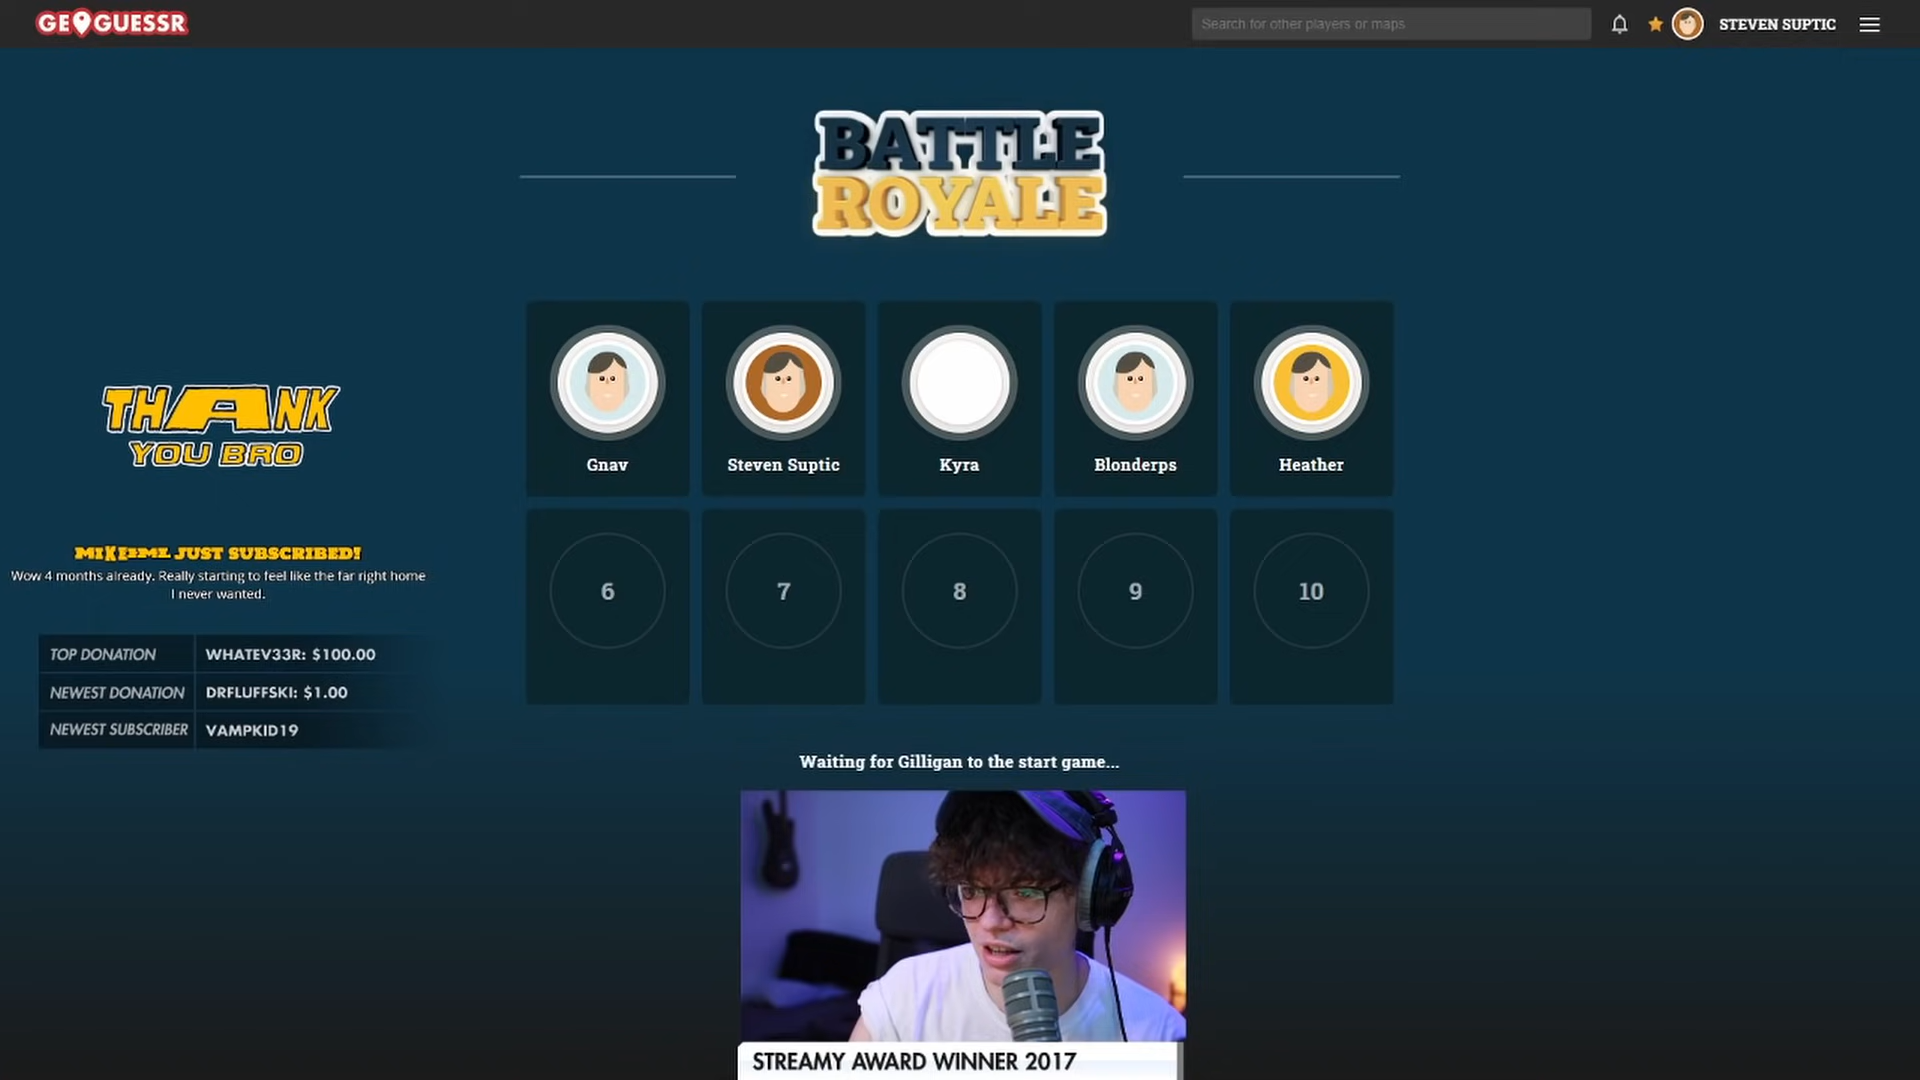 GEOGUESSR
Search for other players or maps
STEVEN SUPTIC
BATTLE
ROYALE
Gnav
Steven Suptic
Kyra
Blonderps
Heather
6
7
8
9
10
THANK
YOU BRO
JUST SUBSCRIBED!
Wow 4 months already. Really starting to feel like the far right home
I never wanted.
TOP DONATION WHATEV33R: $100.00
NEWEST DONATION DRFLUFFSKI: $1.00
NEWEST SUBSCRIBER VAMPKID19
Waiting for Gilligan to the start game...
STREAMY AWARD WINNER 2017